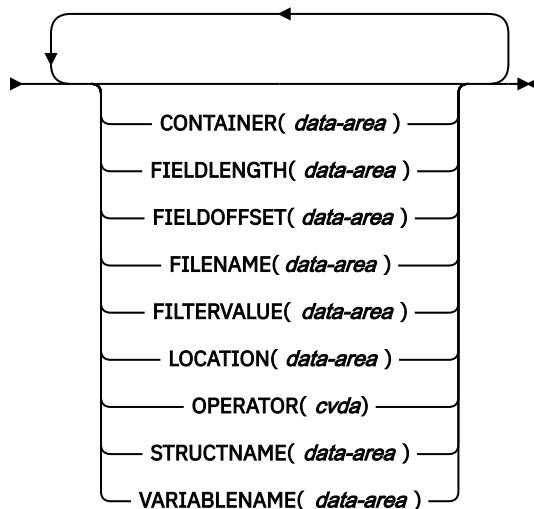 CONTAINER( data-area )
FIELDLENGTH( data-area )
FIELDOFFSET( data-area )
FILENAME( data-area )
FILTERVALUE( data-area )
LOCATION( data-area )
OPERATOR( cvda)
STRUCTNAME( data-area )
VARIABLENAME( data-area )